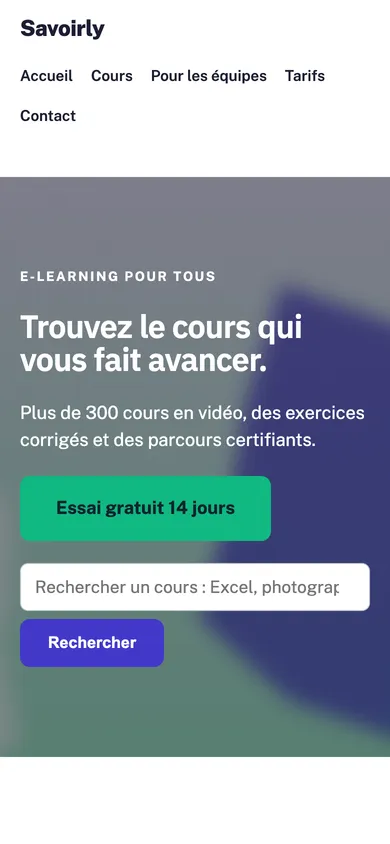 Savoirly
Accueil Cours Pour les équipes Tarifs
Contact
E-LEARNING POUR TOUS
Trouvez le cours qui
vous fait avancer.
Plus de 300 cours en vidéo, des exercices
corrigés et des parcours certifiants.
Essai gratuit 14 jours
Rechercher un cours : Excel, photograp
Rechercher